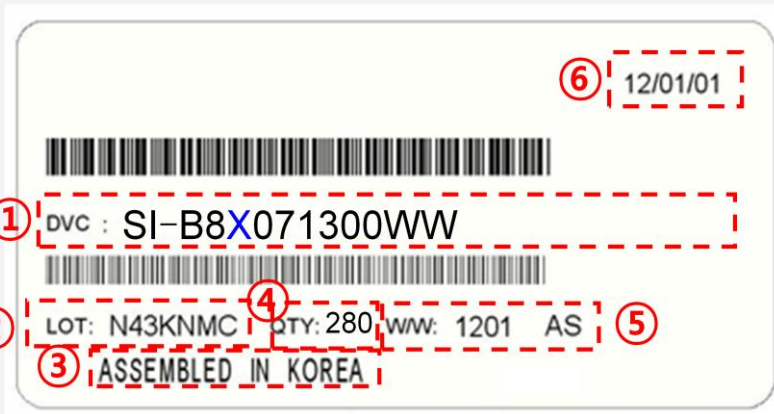 ⑥ 12/01/01
① DVC : SI-B8X071300WW
④
LOT: N43KNMC QTY: 280 W/W: 1201 AS ⑤
③ ASSEMBLED IN KOREA